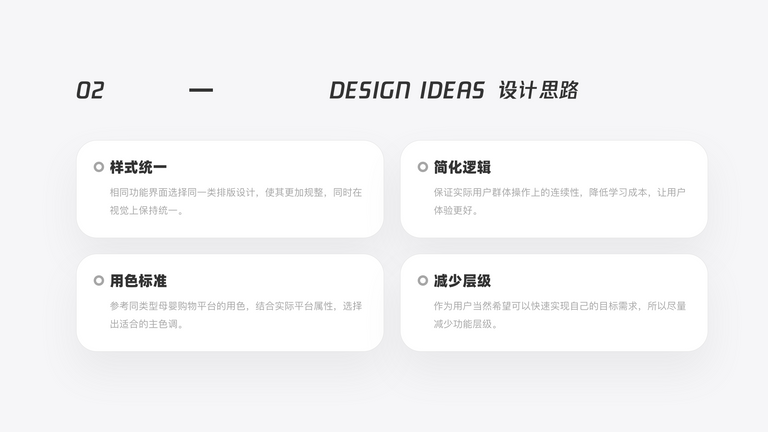 02 — DESIGN IDEAS 设计思路
样式统一
相同功能界面选择同一类排版设计，使其更加规整，同时在
视觉上保持统一。
简化逻辑
保证实际用户群体操作上的连续性，降低学习成本，让用户
体验更好。
用色标准
参考同类型母婴购物平台的用色，结合实际平台属性，选择
出适合的主色调。
减少层级
作为用户当然希望可以快速实现自己的目标需求，所以尽量
减少功能层级。